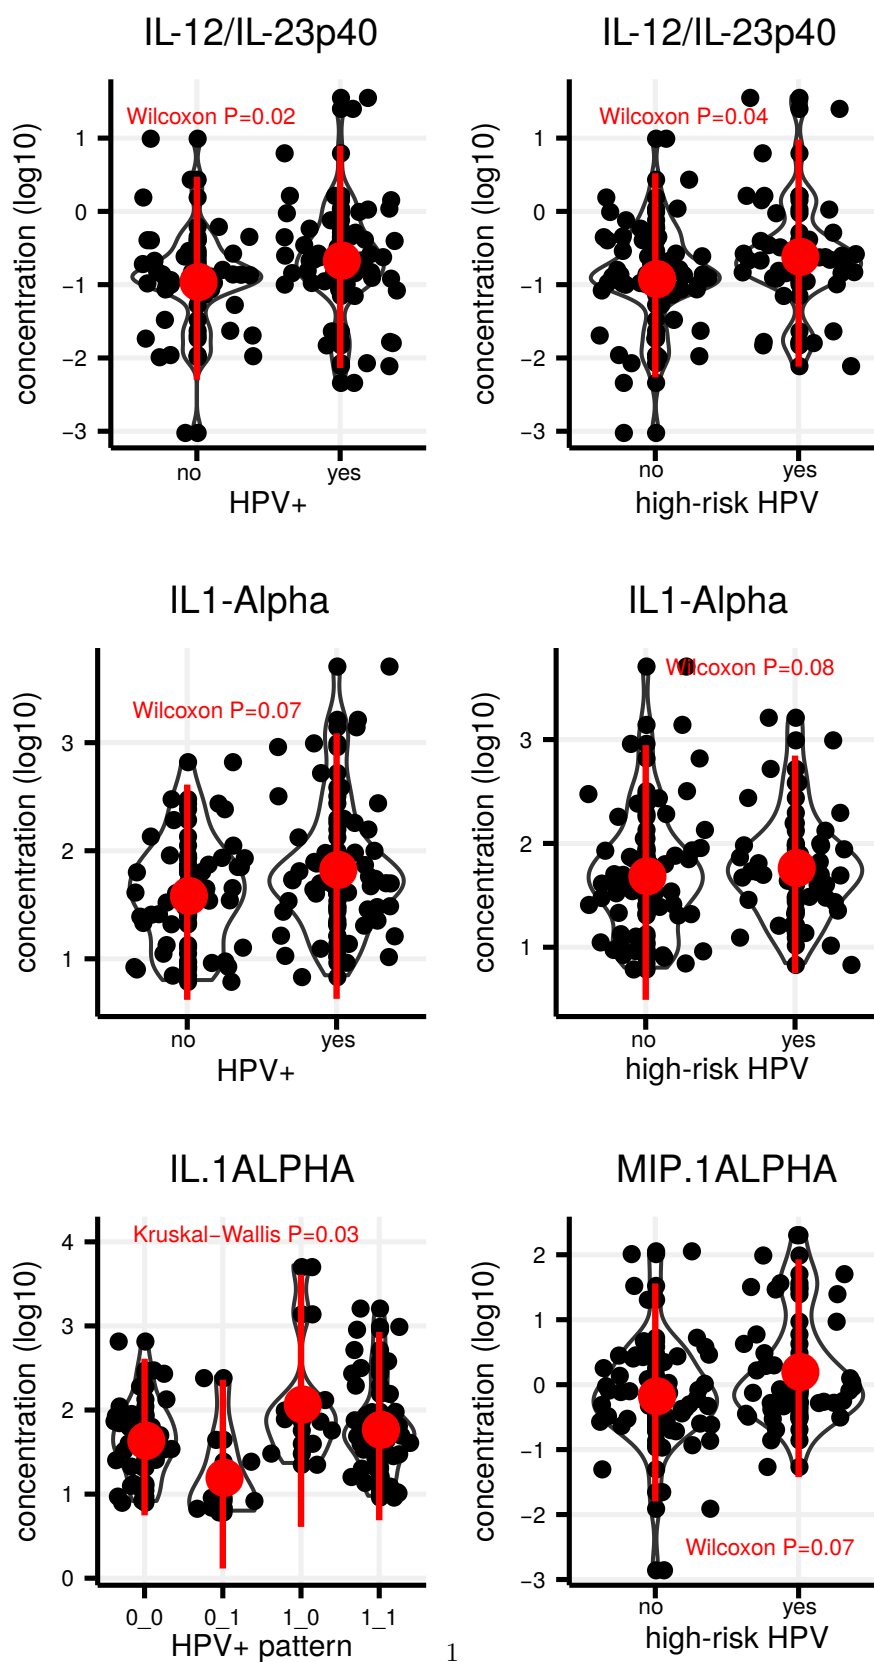 IL-12/IL-23p40
Wilcoxon P=0.02
concentration (log10)
1
0
−1
−2
−3
no
yes
HPV+
IL-12/IL-23p40
Wilcoxon P=0.04
concentration (log10)
1
0
−1
−2
−3
no
yes
high-risk HPV
IL1-Alpha
Wilcoxon P=0.07
concentration (log10)
3
2
1
no
yes
HPV+
IL1-Alpha
Wilcoxon P=0.08
concentration (log10)
3
2
1
no
yes
high-risk HPV
IL.1ALPHA
Kruskal−Wallis P=0.03
concentration (log10)
4
3
2
1
0
0_0
0_1
1_0
1_1
HPV+ pattern
MIP.1ALPHA
concentration (log10)
2
1
0
−1
−2
−3
Wilcoxon P=0.07
no
yes
high-risk HPV
1